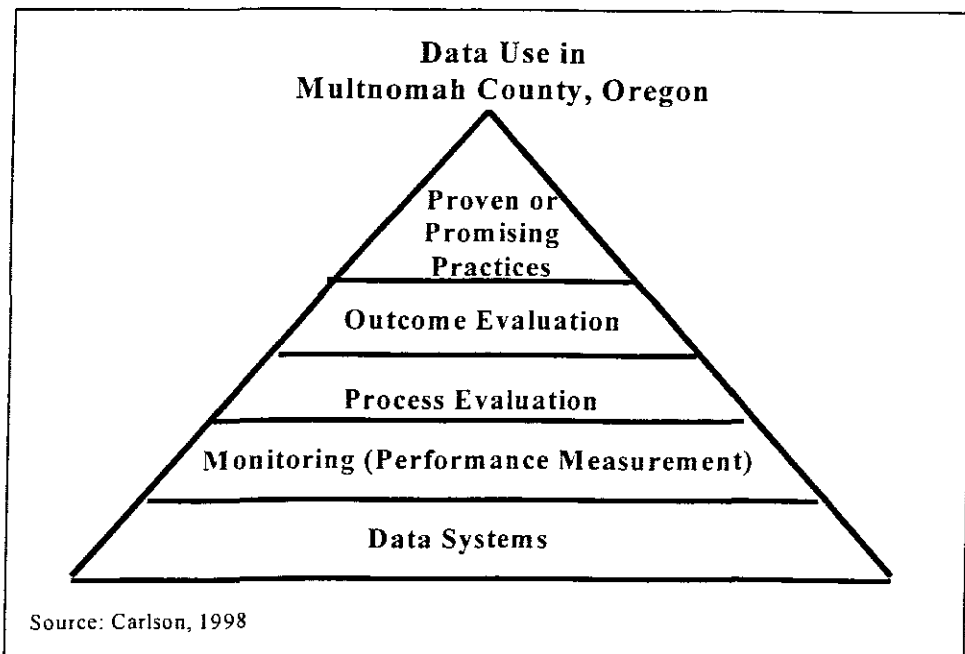 Data Use in
Multnomah County, Oregon
Proven or
Promising
Practices
Outcome Evaluation
Process Evaluation
Monitoring (Performance Measurement)
Data Systems
Source: Carlson, 1998